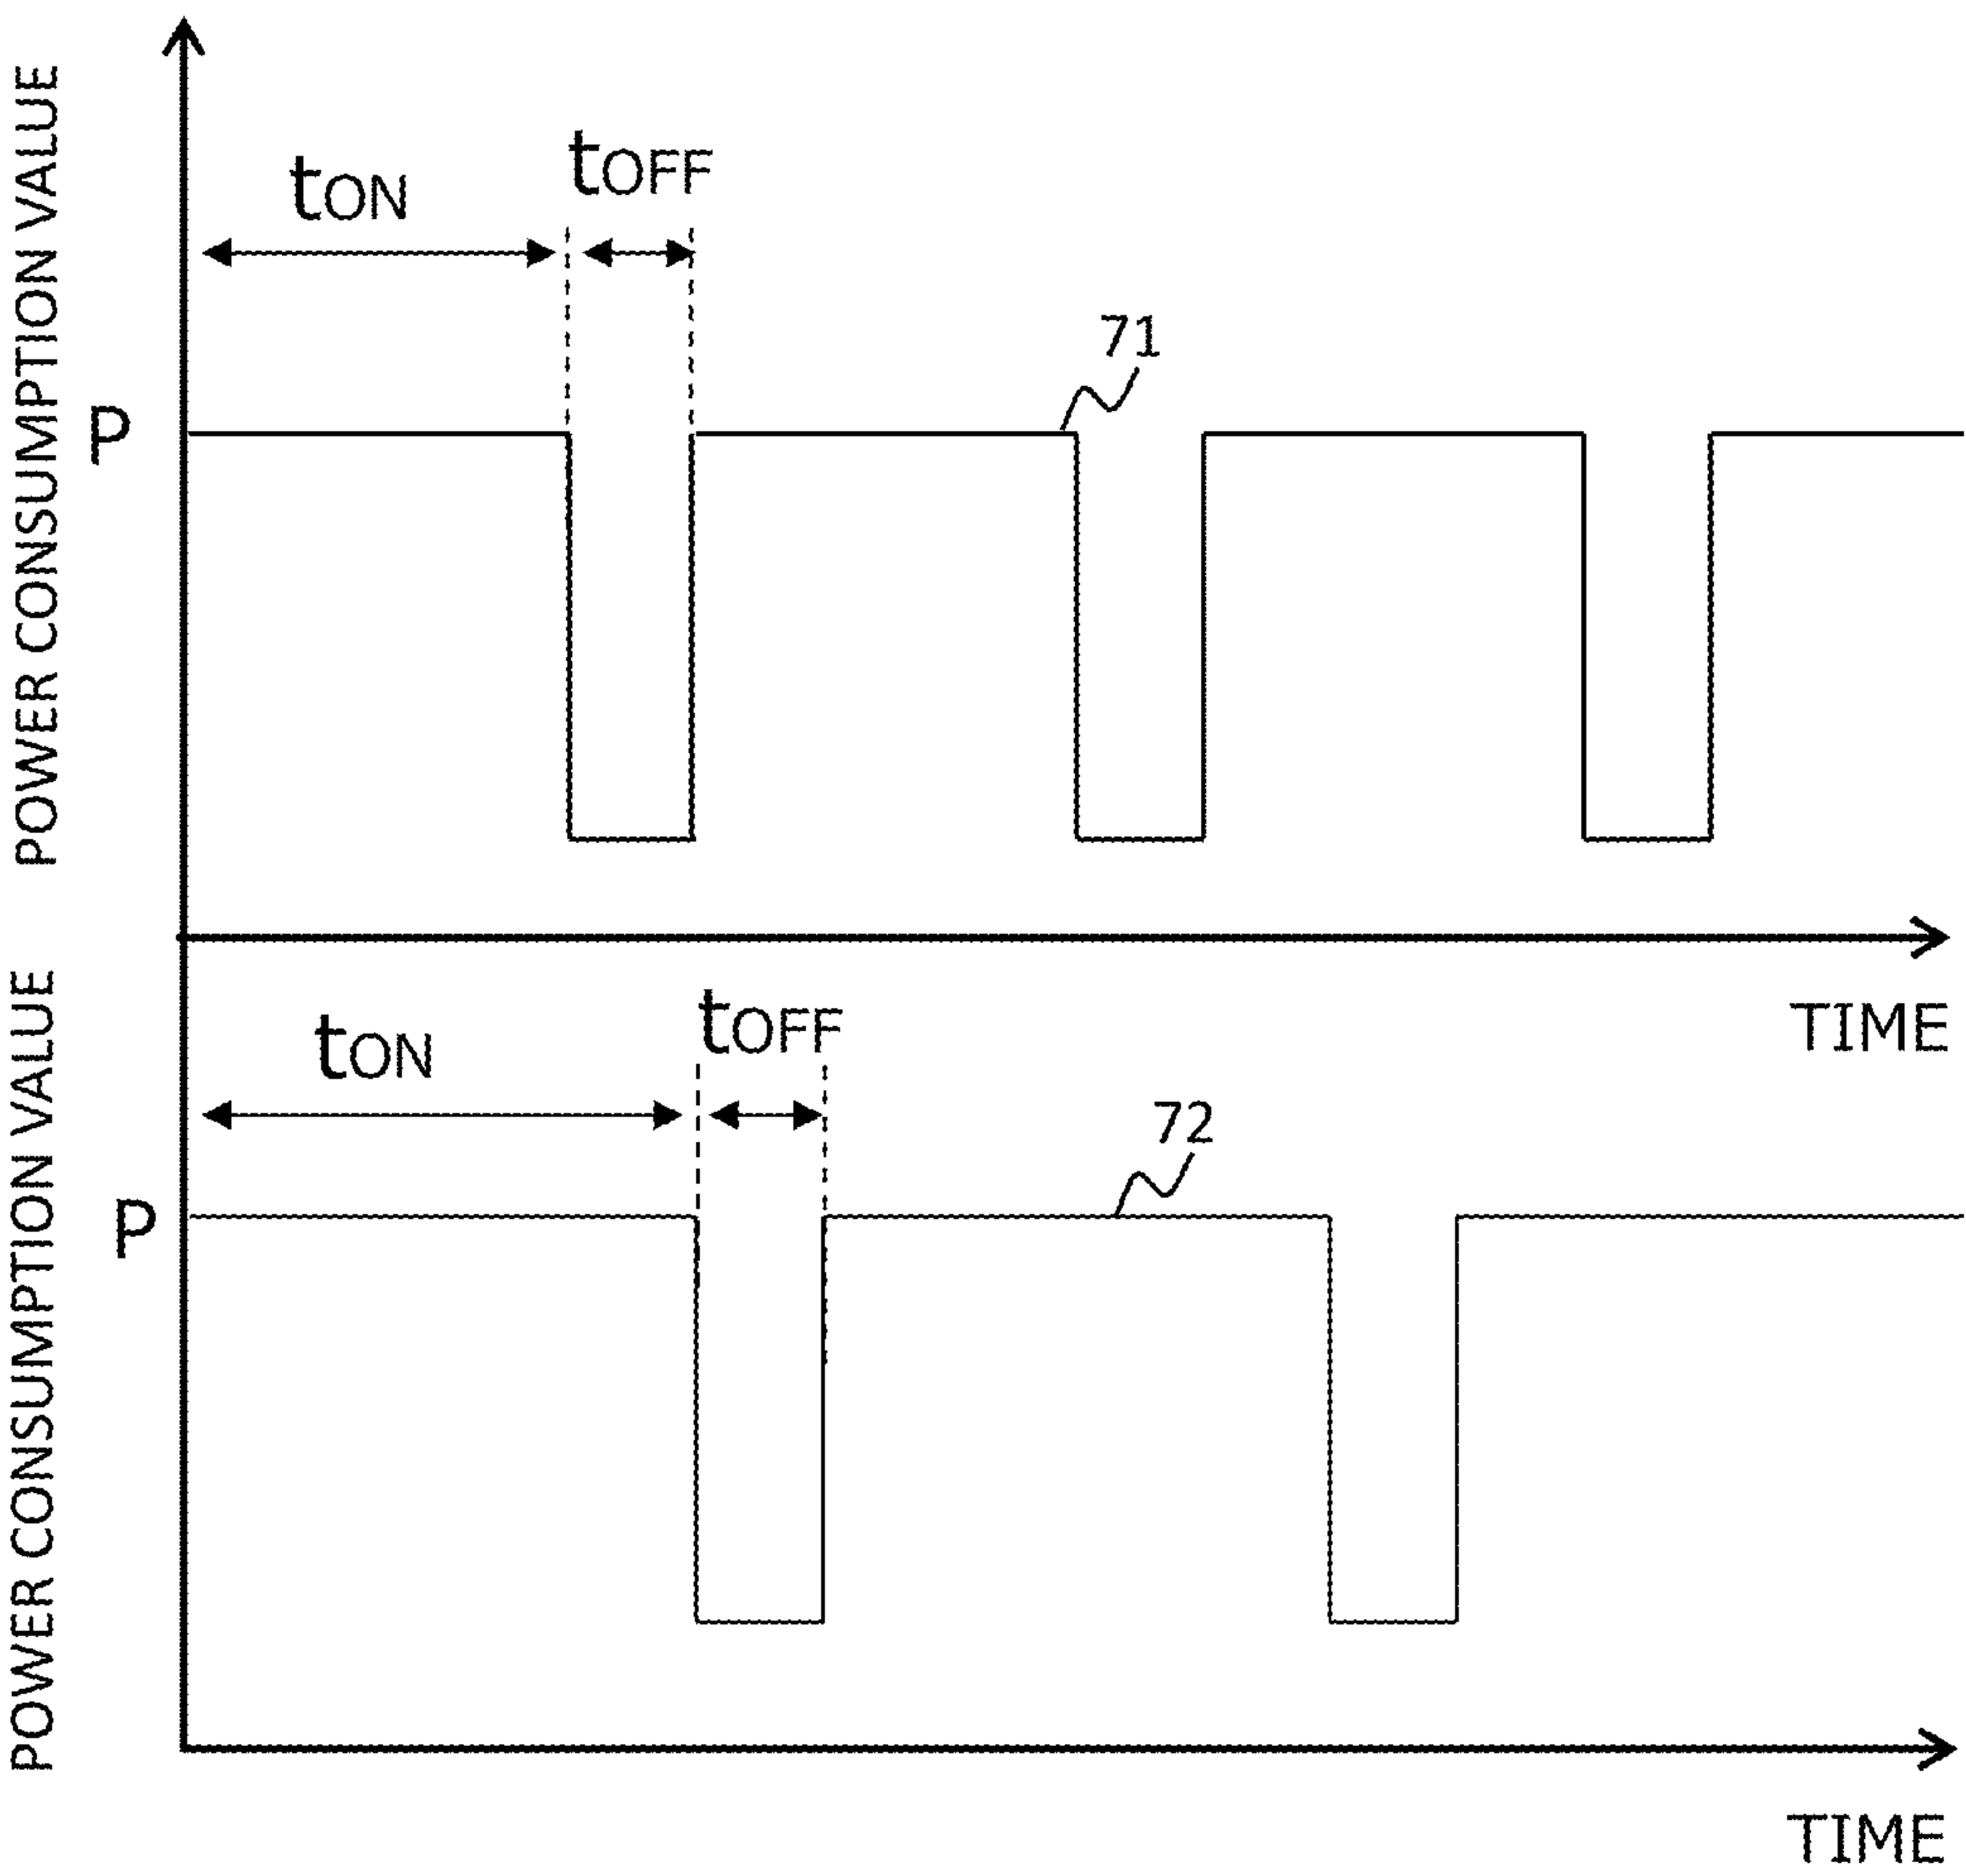 POWER CONSUMPTION VALUE
tON
tOFF
71
P
TIME
POWER CONSUMPTION VALUE
tON
tOFF
72
P
TIME